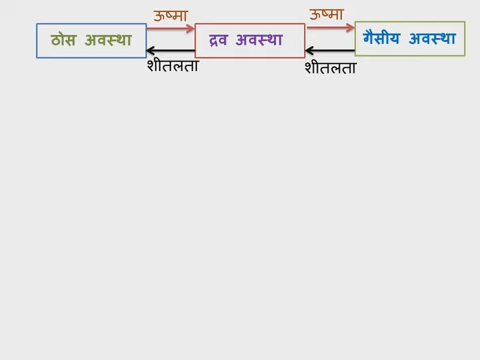 ऊष्मा ऊष्मा
ठोस अवस्था द्रव अवस्था गैसीय अवस्था
शीतलता शीतलता